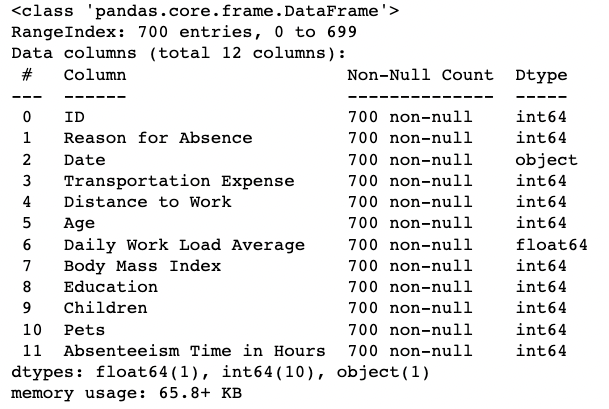 <class 'pandas.core.frame.DataFrame'>
RangeIndex: 700 entries, 0 to 699
Data columns (total 12 columns):
 #   Column                     Non-Null Count  Dtype
---  ------                     --------------  -----
 0   ID                         700 non-null    int64
 1   Reason for Absence         700 non-null    int64
 2   Date                       700 non-null    object
 3   Transportation Expense     700 non-null    int64
 4   Distance to Work           700 non-null    int64
 5   Age                        700 non-null    int64
 6   Daily Work Load Average    700 non-null    float64
 7   Body Mass Index            700 non-null    int64
 8   Education                  700 non-null    int64
 9   Children                   700 non-null    int64
 10  Pets                       700 non-null    int64
 11  Absenteeism Time in Hours  700 non-null    int64
dtypes: float64(1), int64(10), object(1)
memory usage: 65.8+ KB